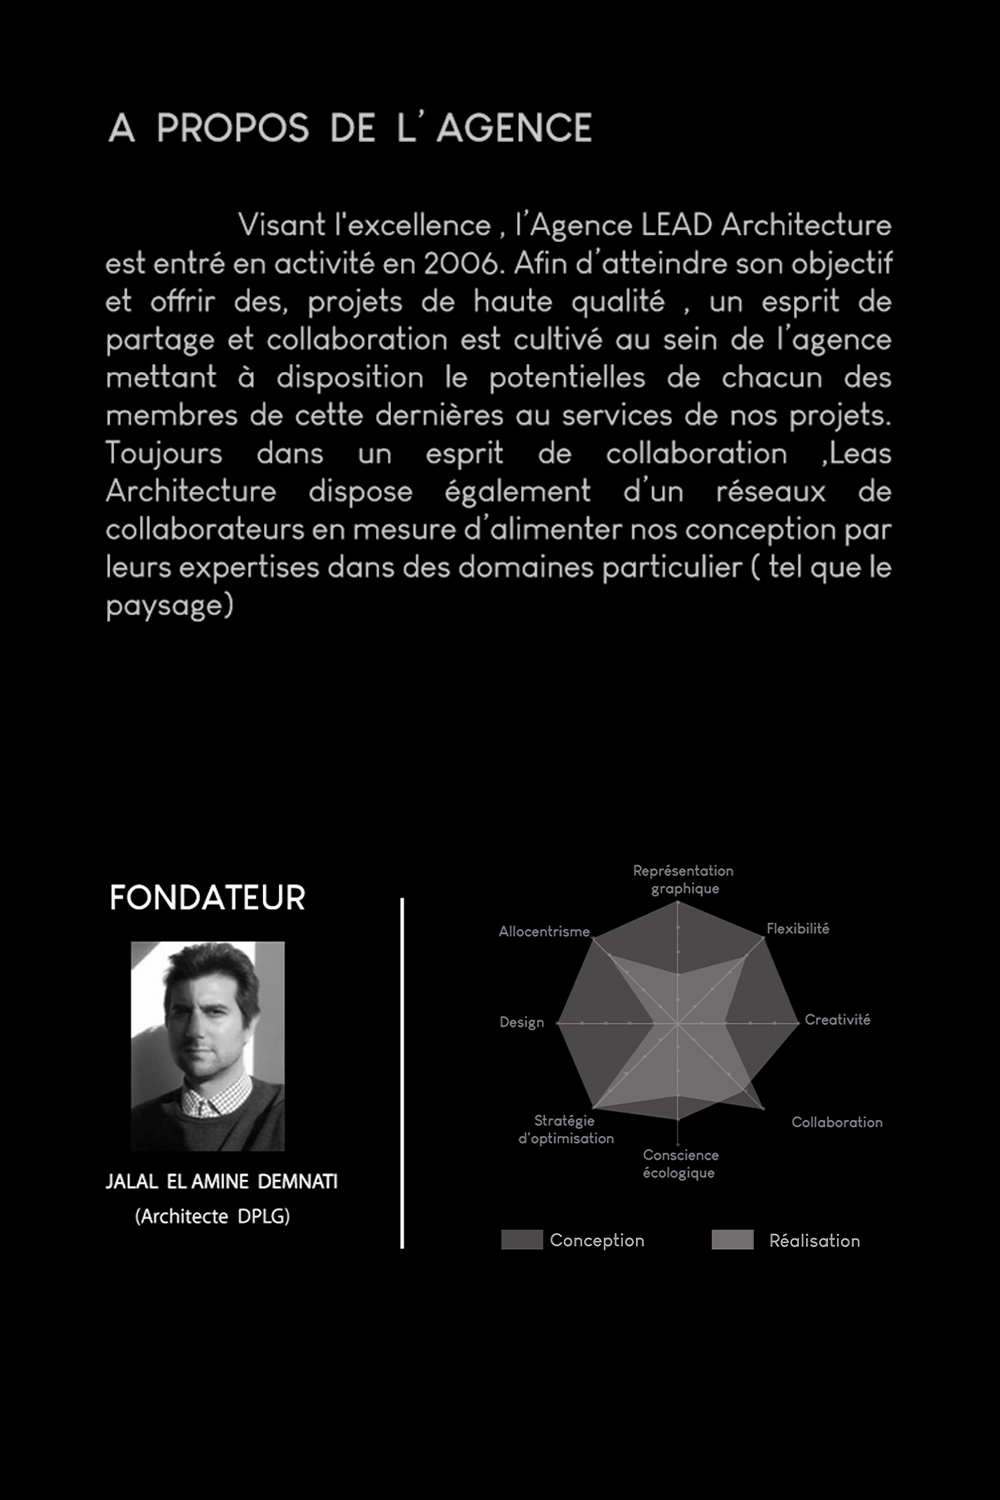 A PROPOS DE L’ AGENCE
Visant l'excellence , l’Agence LEAD Architecture
est entré en activité en 2006. Afin d’atteindre son objectif
et offrir des, projets de haute qualité , un esprit de
partage et collaboration est cultivé au sein de l’agence
mettant à disposition le potentielles de chacun des
membres de cette dernières au services de nos projets.
Toujours dans un esprit de collaboration ,Leas
Architecture dispose également d’un réseaux de
collaborateurs en mesure d’alimenter nos conception par
leurs expertises dans des domaines particulier ( tel que le
paysage)
FONDATEUR
JALAL EL AMINE DEMNATI
(Architecte DPLG)
Représentation
graphique
Allocentrisme
Flexibilité
Design
Creativité
Stratégie
d'optimisation
Collaboration
Conscience
écologique
Conception
Réalisation